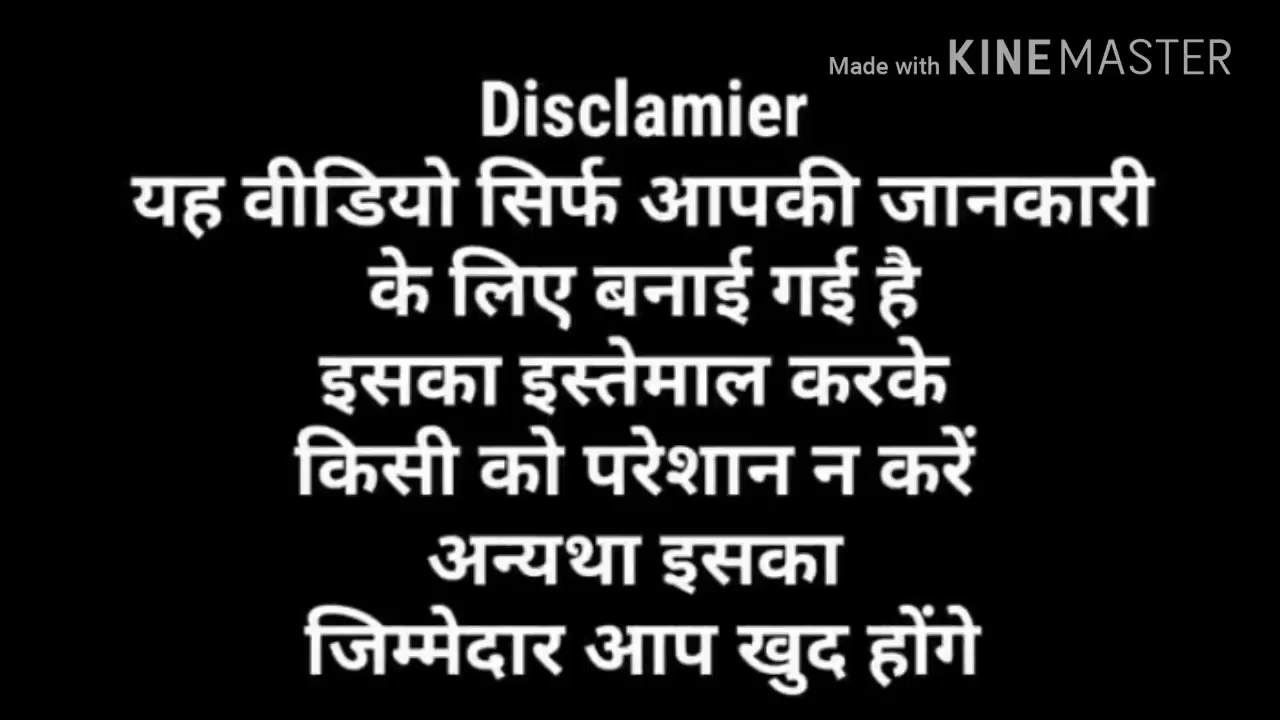 Made with KINEMASTER
Disclamier
यह वीडियो सिर्फ आपकी जानकारी
के लिए बनाई गई है
इसका इस्तेमाल करके
किसी को परेशान न करें
अन्यथा इसका
जिम्मेदार आप खुद होंगे